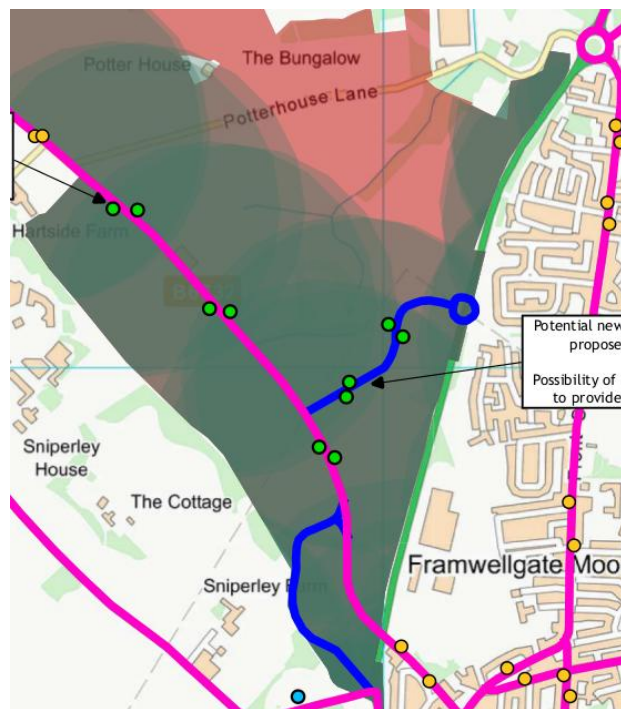 The Bungalow
Potter House
Potterhouse Lane
Hartside Farm
Potential new
propose
Possibility of
to provide
Sniperley
House
The Cottage
Framwellgate Moo
Sniperley F